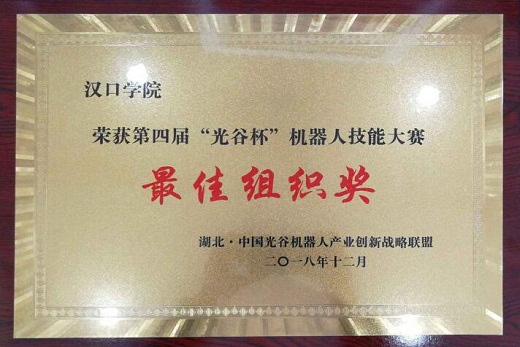 汉口学院
荣获第四届“光谷杯”机器人技能大赛
最佳组织奖
湖北·中国光谷机器人产业创新战略联盟
二〇一八年十二月